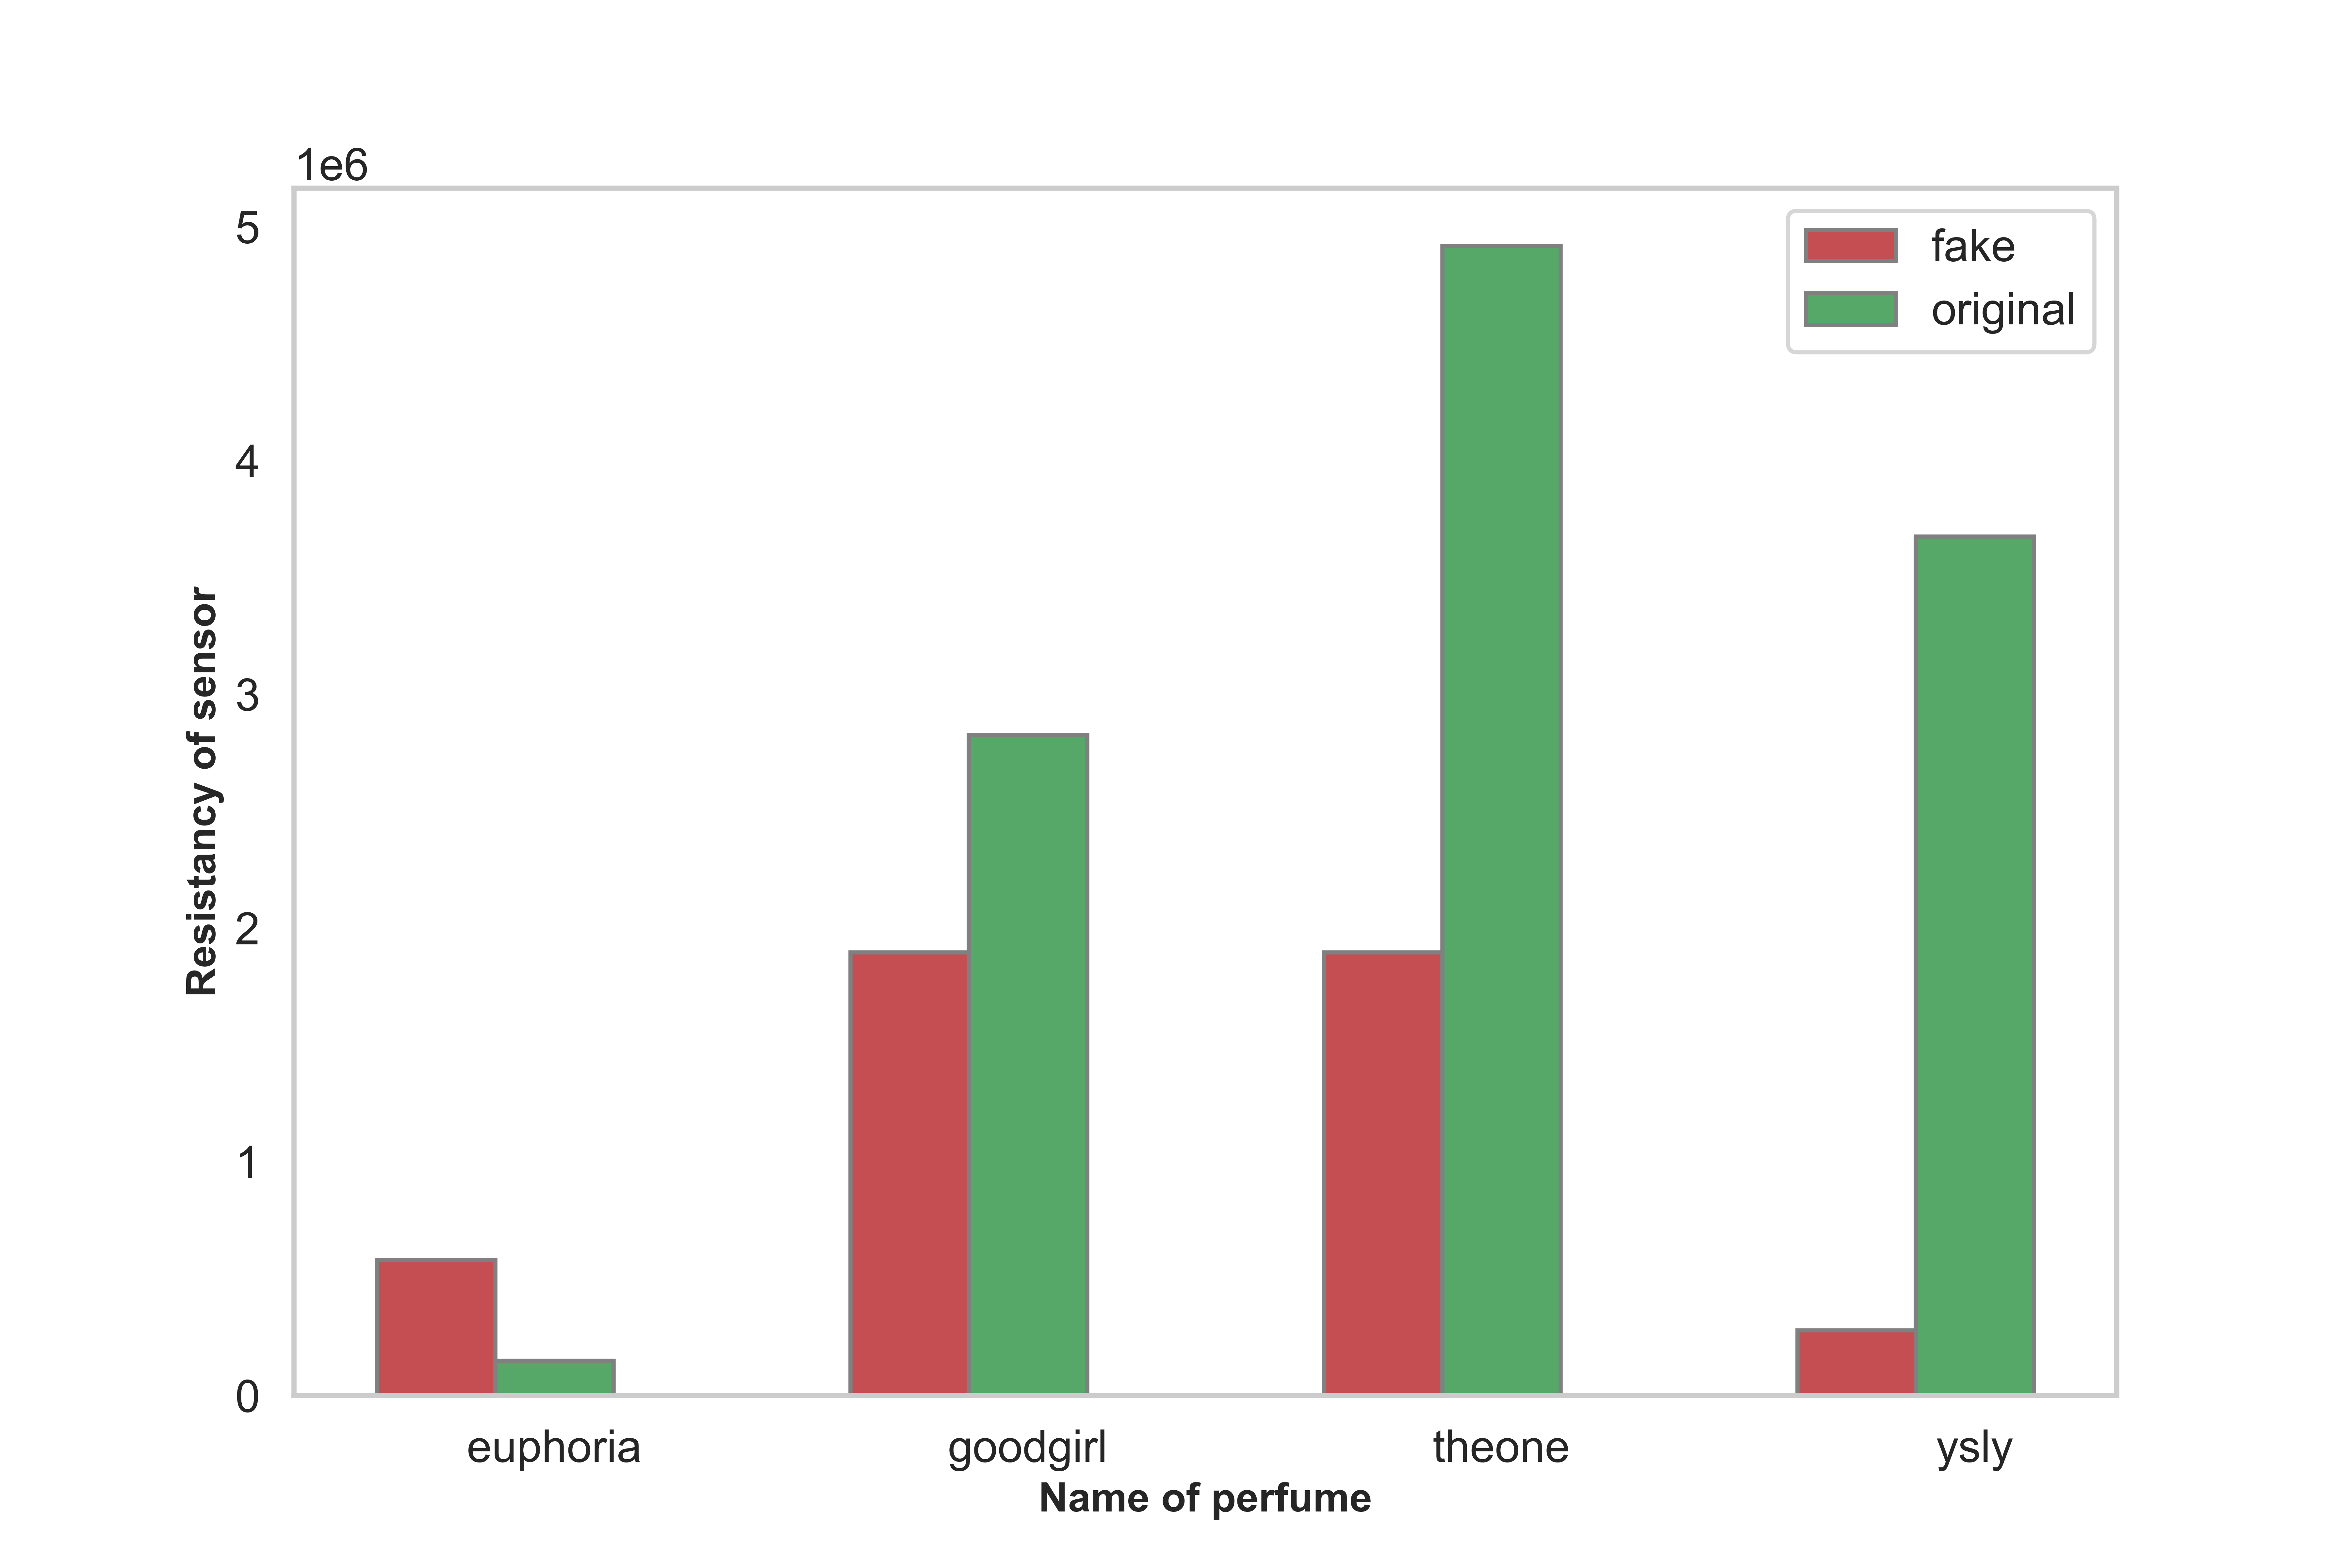 1e6
5
4
3
2
1
0
Resistancy of sensor
fake
original
euphoria goodgirl theone ysly
Name of perfume